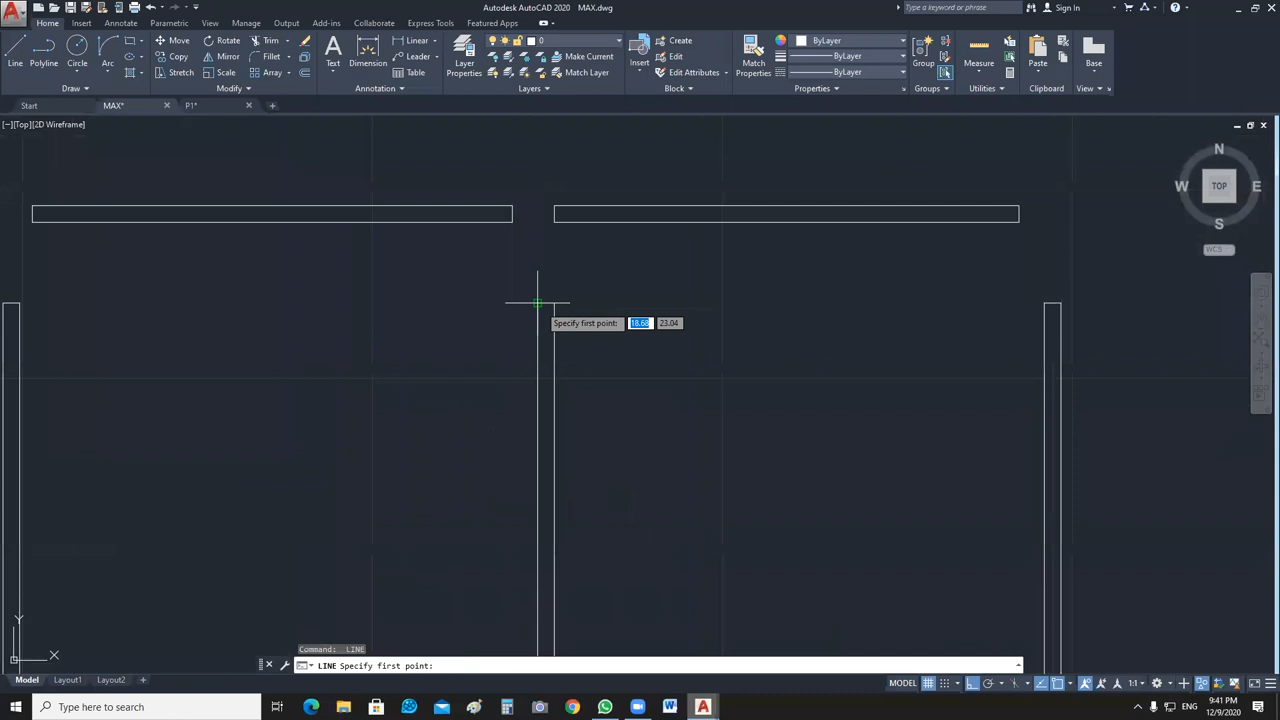 Autodesk AutoCAD 2020 MAX.dwg
Type a keyword or phrase
Sign In
Home Insert Annotate Parametric View Manage Output Add-ins Collaborate Express Tools Featured Apps
Line Polyline Circle Arc
Move Rotate Trim
Copy Mirror Fillet
Stretch Scale Array
Text Dimension
Linear
Leader
Table
Layer Properties
0
Make Current
Match Layer
Insert
Create
Edit
Edit Attributes
Match Properties
ByLayer
ByLayer
ByLayer
Group
Measure
Paste
Base
Draw Modify Annotation Layers Block Properties Groups Utilities Clipboard View
Start MAX* P1*
[−][Top][2D Wireframe]
N
W TOP E
S
WCS
Specify first point: 18.68 23.04
Y
X
Command: LINE
LINE Specify first point:
Model Layout1 Layout2
MODEL
1:1
Type here to search
ENG
9:41 PM
12/9/2020